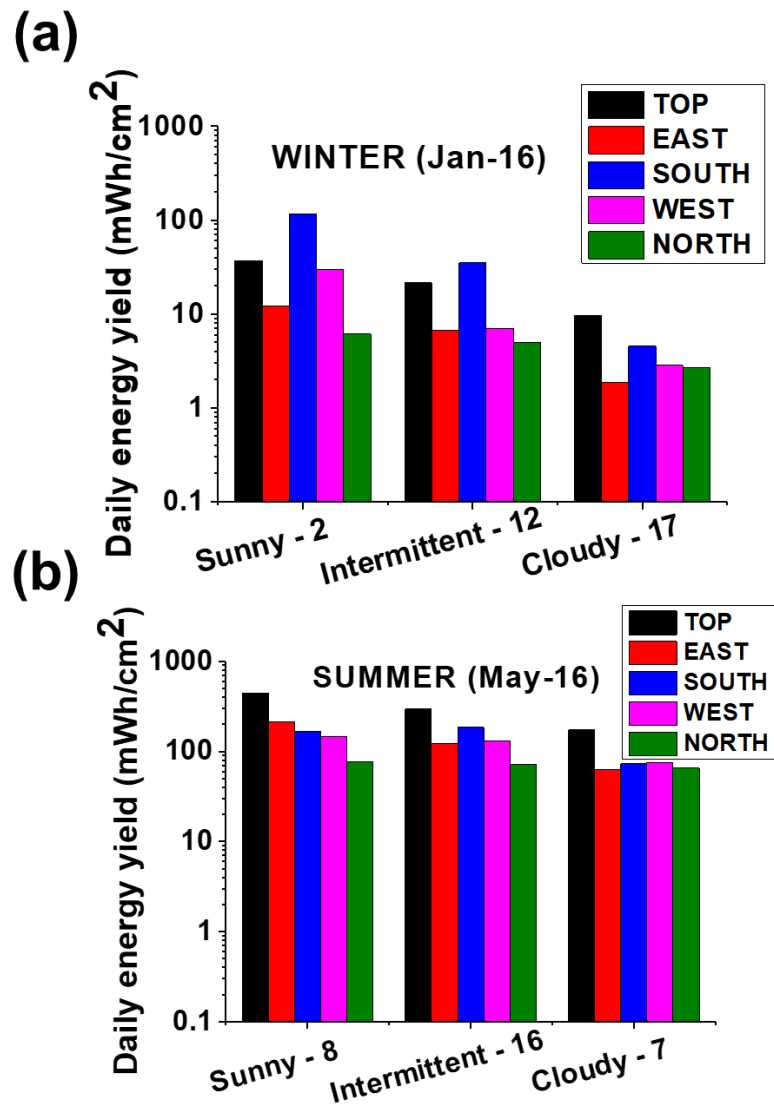 (a)
TOP
EAST
SOUTH
WEST
NORTH
WINTER (Jan-16)
Daily energy yield (mWh/cm²)
1000
100
10
1
0.1
Sunny - 2
Intermittent - 12
Cloudy - 17
(b)
TOP
EAST
SOUTH
WEST
NORTH
SUMMER (May-16)
Daily energy yield (mWh/cm²)
1000
100
10
1
0.1
Sunny - 8
Intermittent - 16
Cloudy - 7